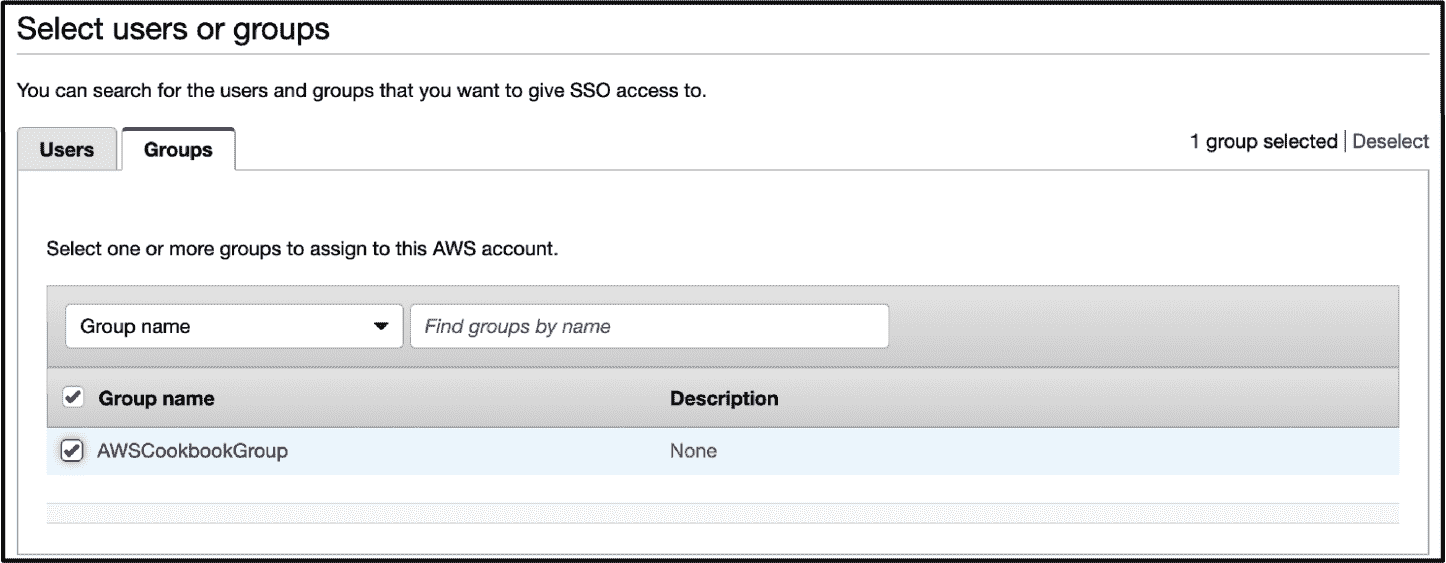 Select users or groups
You can search for the users and groups that you want to give SSO access to.
Users Groups 1 group selected | Deselect
Select one or more groups to assign to this AWS account.
Group name Find groups by name
Group name Description
AWSCookbookGroup None